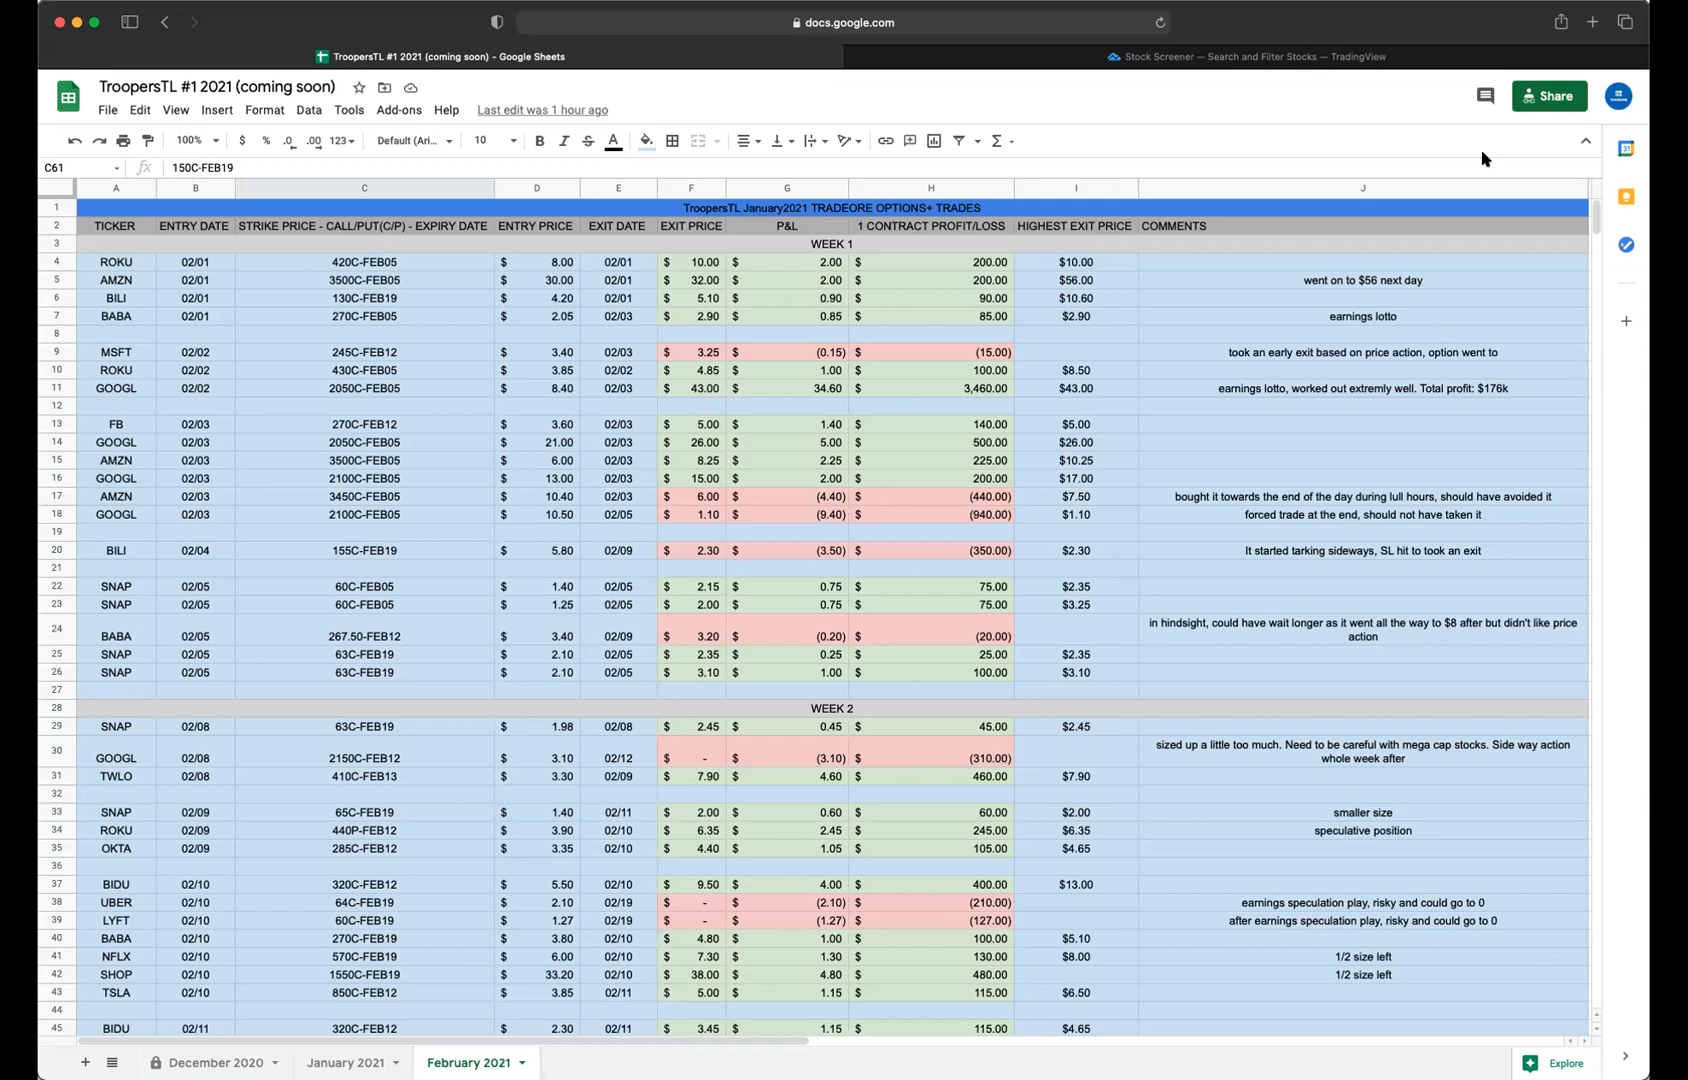 docs.google.com
TroopersTL #1 2021 (coming soon) - Google Sheets
Stock Screener — Search and Filter Stocks — TradingView
TroopersTL #1 2021 (coming soon)
File Edit View Insert Format Data Tools Add-ons Help Last edit was 1 hour ago
Share
100% $ % .0 .00 123 Default (Ari... 10 B I S A Σ
C61 fx 150C-FEB19
A B C D E F G H I J
1 TroopersTL January2021 TRADEORE OPTIONS+ TRADES
2 TICKER ENTRY DATE STRIKE PRICE - CALL/PUT(C/P) - EXPIRY DATE ENTRY PRICE EXIT DATE EXIT PRICE P&L 1 CONTRACT PROFIT/LOSS HIGHEST EXIT PRICE COMMENTS
3 WEEK 1
4 ROKU 02/01 420C-FEB05 $ 8.00 02/01 $ 10.00 $ 2.00 $ 200.00 $10.00
5 AMZN 02/01 3500C-FEB05 $ 30.00 02/01 $ 32.00 $ 2.00 $ 200.00 $56.00 went on to $56 next day
6 BILI 02/01 130C-FEB19 $ 4.20 02/01 $ 5.10 $ 0.90 $ 90.00 $10.60
7 BABA 02/01 270C-FEB05 $ 2.05 02/03 $ 2.90 $ 0.85 $ 85.00 $2.90 earnings lotto
8
9 MSFT 02/02 245C-FEB12 $ 3.40 02/03 $ 3.25 $ (0.15) $ (15.00) took an early exit based on price action, option went to
10 ROKU 02/02 430C-FEB05 $ 3.85 02/02 $ 4.85 $ 1.00 $ 100.00 $8.50
11 GOOGL 02/02 2050C-FEB05 $ 8.40 02/03 $ 43.00 $ 34.60 $ 3,460.00 $43.00 earnings lotto, worked out extremly well. Total profit: $176k
12
13 FB 02/03 270C-FEB12 $ 3.60 02/03 $ 5.00 $ 1.40 $ 140.00 $5.00
14 GOOGL 02/03 2050C-FEB05 $ 21.00 02/03 $ 26.00 $ 5.00 $ 500.00 $26.00
15 AMZN 02/03 3500C-FEB05 $ 6.00 02/03 $ 8.25 $ 2.25 $ 225.00 $10.25
16 GOOGL 02/03 2100C-FEB05 $ 13.00 02/03 $ 15.00 $ 2.00 $ 200.00 $17.00
17 AMZN 02/03 3450C-FEB05 $ 10.40 02/03 $ 6.00 $ (4.40) $ (440.00) $7.50 bought it towards the end of the day during lull hours, should have avoided it
18 GOOGL 02/03 2100C-FEB05 $ 10.50 02/05 $ 1.10 $ (9.40) $ (940.00) $1.10 forced trade at the end, should not have taken it
19
20 BILI 02/04 155C-FEB19 $ 5.80 02/09 $ 2.30 $ (3.50) $ (350.00) $2.30 It started tarking sideways, SL hit to took an exit
21
22 SNAP 02/05 60C-FEB05 $ 1.40 02/05 $ 2.15 $ 0.75 $ 75.00 $2.35
23 SNAP 02/05 60C-FEB05 $ 1.25 02/05 $ 2.00 $ 0.75 $ 75.00 $3.25
in hindsight, could have wait longer as it went all the way to $8 after but didn't like price
24 BABA 02/05 267.50-FEB12 $ 3.40 02/09 $ 3.20 $ (0.20) $ (20.00) action
25 SNAP 02/05 63C-FEB19 $ 2.10 02/05 $ 2.35 $ 0.25 $ 25.00 $2.35
26 SNAP 02/05 63C-FEB19 $ 2.10 02/05 $ 3.10 $ 1.00 $ 100.00 $3.10
27
28 WEEK 2
29 SNAP 02/08 63C-FEB19 $ 1.98 02/08 $ 2.45 $ 0.45 $ 45.00 $2.45
sized up a little too much. Need to be careful with mega cap stocks. Side way action
30 GOOGL 02/08 2150C-FEB12 $ 3.10 02/12 $ - $ (3.10) $ (310.00) whole week after
31 TWLO 02/08 410C-FEB13 $ 3.30 02/09 $ 7.90 $ 4.60 $ 460.00 $7.90
32
33 SNAP 02/09 65C-FEB19 $ 1.40 02/11 $ 2.00 $ 0.60 $ 60.00 $2.00 smaller size
34 ROKU 02/09 440P-FEB12 $ 3.90 02/10 $ 6.35 $ 2.45 $ 245.00 $6.35 speculative position
35 OKTA 02/09 285C-FEB12 $ 3.35 02/10 $ 4.40 $ 1.05 $ 105.00 $4.65
36
37 BIDU 02/10 320C-FEB12 $ 5.50 02/10 $ 9.50 $ 4.00 $ 400.00 $13.00
38 UBER 02/10 64C-FEB19 $ 2.10 02/19 $ - $ (2.10) $ (210.00) earnings speculation play, risky and could go to 0
39 LYFT 02/10 60C-FEB19 $ 1.27 02/19 $ - $ (1.27) $ (127.00) after earnings speculation play, risky and could go to 0
40 BABA 02/10 270C-FEB19 $ 3.80 02/10 $ 4.80 $ 1.00 $ 100.00 $5.10
41 NFLX 02/10 570C-FEB19 $ 6.00 02/10 $ 7.30 $ 1.30 $ 130.00 $8.00 1/2 size left
42 SHOP 02/10 1550C-FEB19 $ 33.20 02/10 $ 38.00 $ 4.80 $ 480.00 1/2 size left
43 TSLA 02/10 850C-FEB12 $ 3.85 02/11 $ 5.00 $ 1.15 $ 115.00 $6.50
44
45 BIDU 02/11 320C-FEB12 $ 2.30 02/11 $ 3.45 $ 1.15 $ 115.00 $4.65
December 2020 January 2021 February 2021 Explore